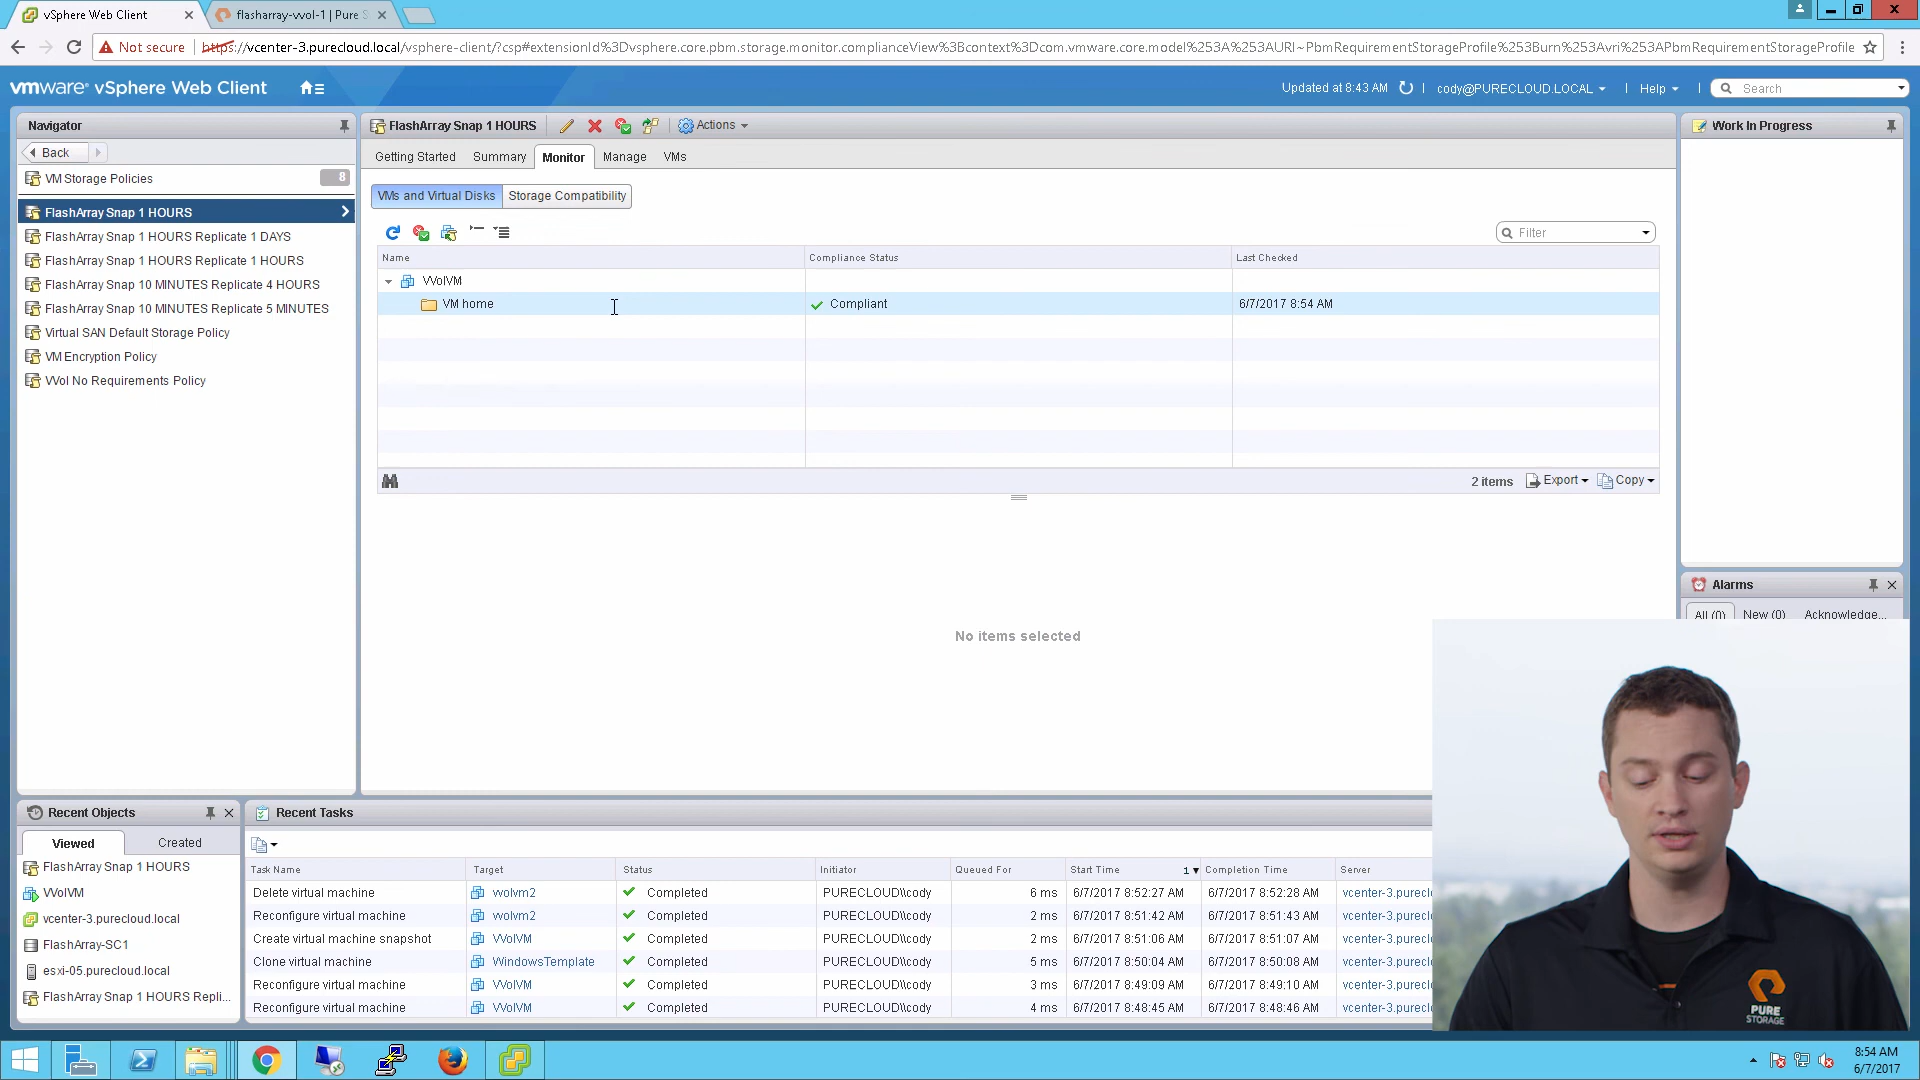 vSphere Web Client
flasharray-vvol-1 | Pure S
Not secure
https://vcenter-3.purecloud.local/vsphere-client/?csp#extensionId%3Dvsphere.core.pbm.storage.monitor.complianceView%3Bcontext%3Dcom.vmware.core.model%253A%253AURI~PbmRequirementStorageProfile%253Burn%253Avri%253APbmRequirementStorageProfile
vmware® vSphere Web Client
Updated at 8:43 AM
cody@PURECLOUD.LOCAL
Help
Search
Navigator
Back
VM Storage Policies
8
FlashArray Snap 1 HOURS
FlashArray Snap 1 HOURS Replicate 1 DAYS
FlashArray Snap 1 HOURS Replicate 1 HOURS
FlashArray Snap 10 MINUTES Replicate 4 HOURS
FlashArray Snap 10 MINUTES Replicate 5 MINUTES
Virtual SAN Default Storage Policy
VM Encryption Policy
VVol No Requirements Policy
FlashArray Snap 1 HOURS
Actions
Getting Started Summary Monitor Manage VMs
VMs and Virtual Disks Storage Compatibility
Filter
Name Compliance Status Last Checked
VVolVM
VM home Compliant 6/7/2017 8:54 AM
2 items Export Copy
No items selected
Work In Progress
Alarms
All (0) New (0) Acknowledge...
Recent Objects
Viewed Created
FlashArray Snap 1 HOURS
VVolVM
vcenter-3.purecloud.local
FlashArray-SC1
esxi-05.purecloud.local
FlashArray Snap 1 HOURS Repli...
Recent Tasks
Task Name Target Status Initiator Queued For Start Time 1 Completion Time Server
Delete virtual machine vvolvm2 Completed PURECLOUD\\cody 6 ms 6/7/2017 8:52:27 AM 6/7/2017 8:52:28 AM vcenter-3.purecl
Reconfigure virtual machine vvolvm2 Completed PURECLOUD\\cody 2 ms 6/7/2017 8:51:42 AM 6/7/2017 8:51:43 AM vcenter-3.purecl
Create virtual machine snapshot VVolVM Completed PURECLOUD\\cody 2 ms 6/7/2017 8:51:06 AM 6/7/2017 8:51:07 AM vcenter-3.purecl
Clone virtual machine WindowsTemplate Completed PURECLOUD\\cody 5 ms 6/7/2017 8:50:04 AM 6/7/2017 8:50:08 AM vcenter-3.purecl
Reconfigure virtual machine VVolVM Completed PURECLOUD\\cody 3 ms 6/7/2017 8:49:09 AM 6/7/2017 8:49:10 AM vcenter-3.purecl
Reconfigure virtual machine VVolVM Completed PURECLOUD\\cody 4 ms 6/7/2017 8:48:45 AM 6/7/2017 8:48:46 AM vcenter-3.purecl
PURE
STORAGE
8:54 AM
6/7/2017